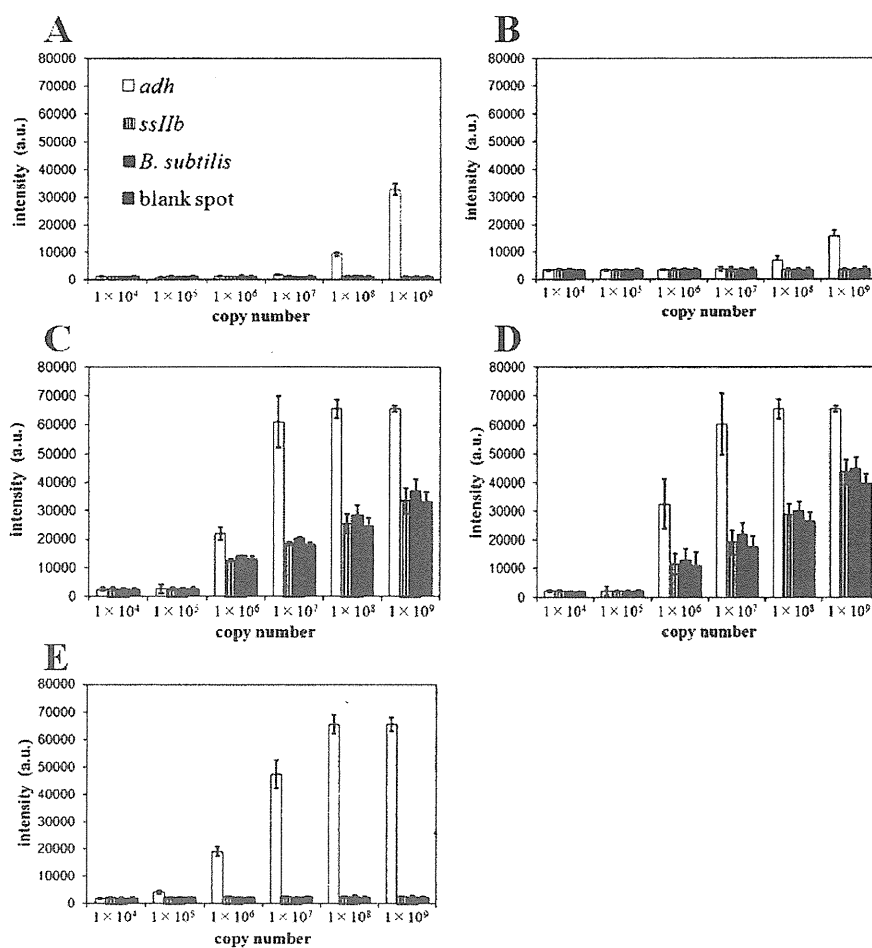 A
80000
70000
60000
50000
40000
30000
20000
10000
0
intensity (a.u.)
adh
ssIIb
B. subtilis
blank spot
1 × 10⁴ 1 × 10⁵ 1 × 10⁶ 1 × 10⁷ 1 × 10⁸ 1 × 10⁹
copy number
B
80000
70000
60000
50000
40000
30000
20000
10000
0
intensity (a.u.)
1 × 10⁴ 1 × 10⁵ 1 × 10⁶ 1 × 10⁷ 1 × 10⁸ 1 × 10⁹
copy number
C
80000
70000
60000
50000
40000
30000
20000
10000
0
intensity (a.u.)
1 × 10⁴ 1 × 10⁵ 1 × 10⁶ 1 × 10⁷ 1 × 10⁸ 1 × 10⁹
copy number
D
80000
70000
60000
50000
40000
30000
20000
10000
0
intensity (a.u.)
1 × 10⁴ 1 × 10⁵ 1 × 10⁶ 1 × 10⁷ 1 × 10⁸ 1 × 10⁹
copy number
E
80000
70000
60000
50000
40000
30000
20000
10000
0
intensity (a.u.)
1 × 10⁴ 1 × 10⁵ 1 × 10⁶ 1 × 10⁷ 1 × 10⁸ 1 × 10⁹
copy number